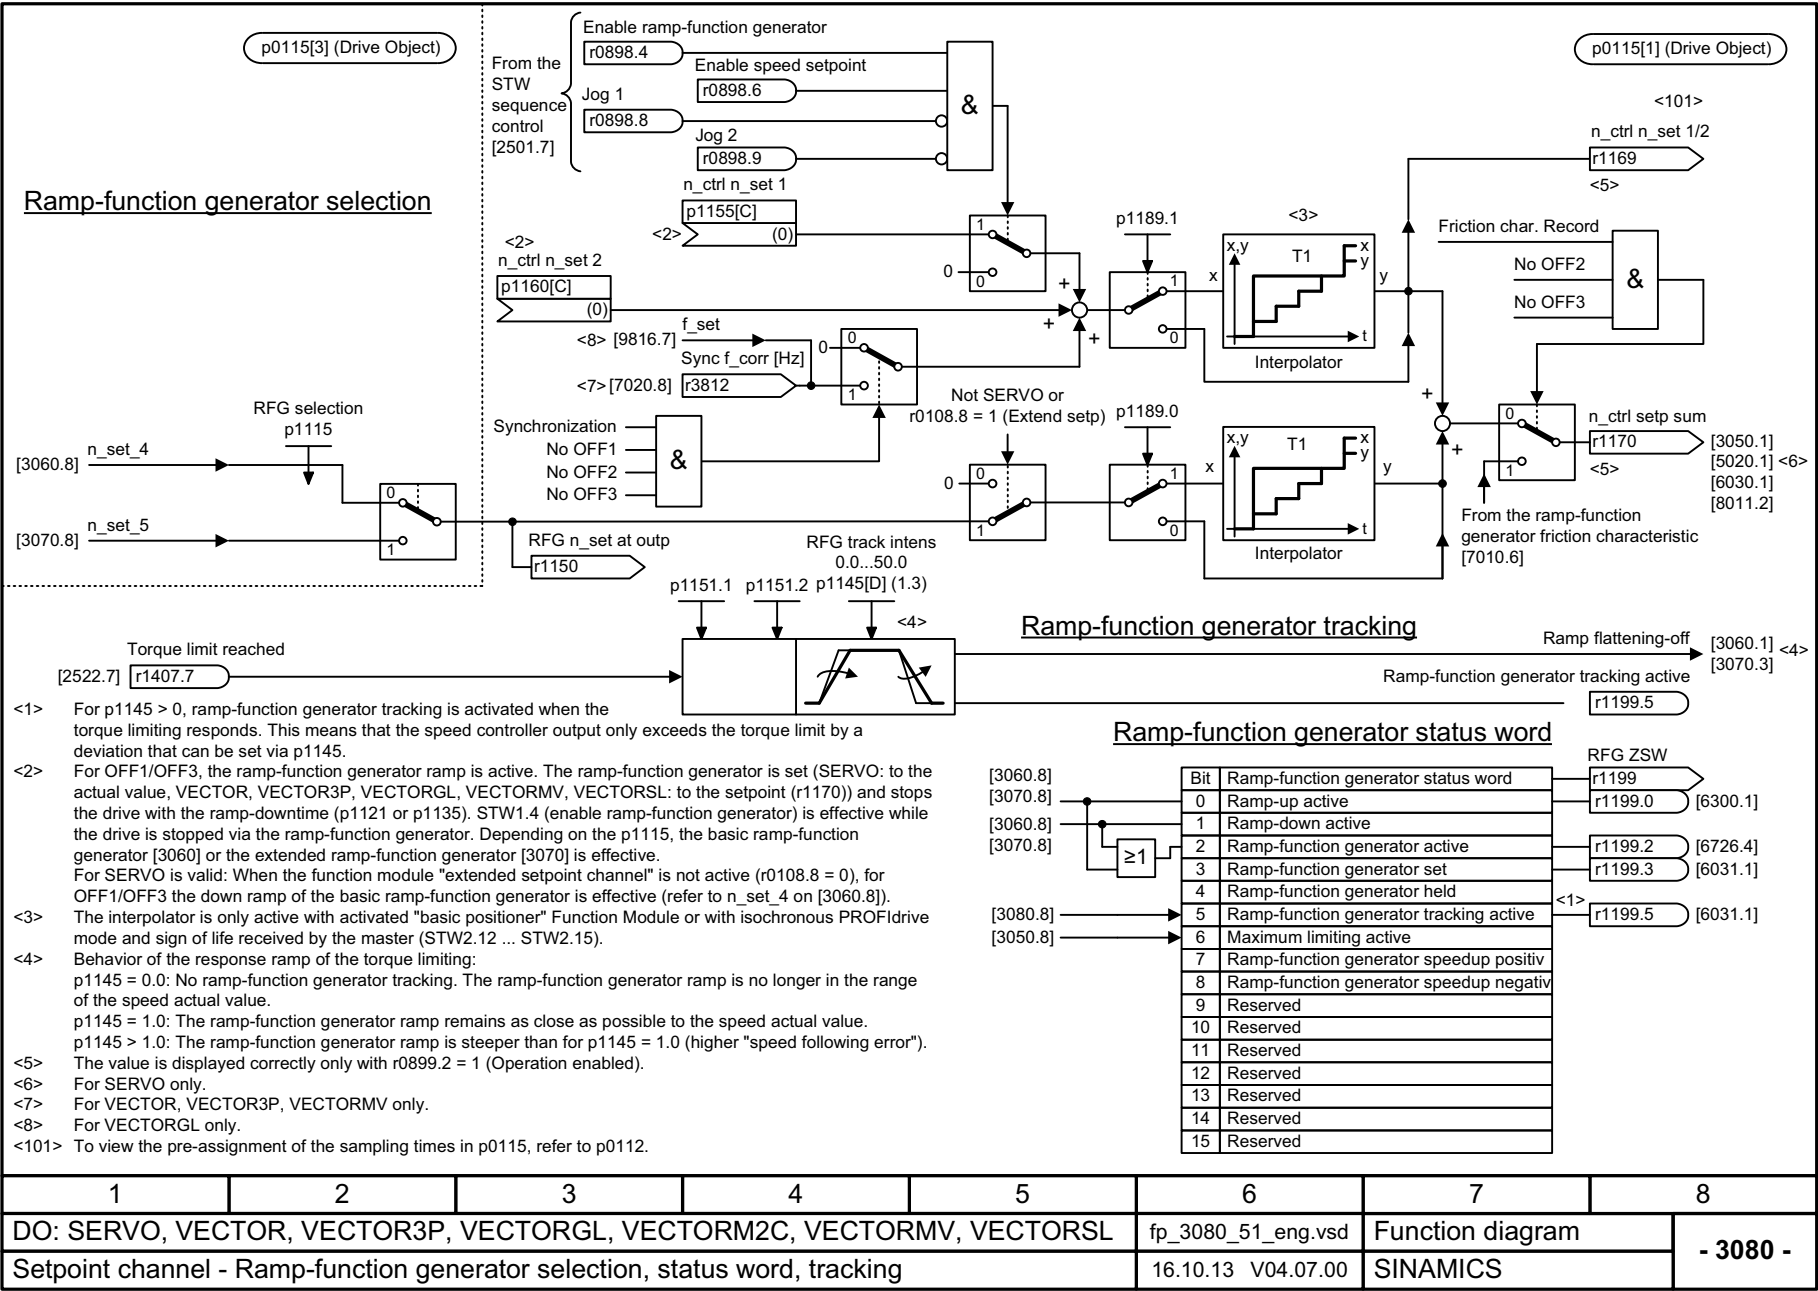 p0115[3] (Drive Object)
Ramp-function generator selection
From the
STW
sequence
control
[2501.7]
Enable ramp-function generator
r0898.4
Enable speed setpoint
r0898.6
Jog 1
r0898.8
Jog 2
r0898.9
&
p0115[1] (Drive Object)
<101>
n_ctrl n_set 1/2
r1169
<5>
n_ctrl n_set 1
p1155[C]
<2> (0)
<2>
n_ctrl n_set 2
p1160[C]
(0)
1
0
0
+
+
+
p1189.1
1
0
<3>
x
x,y
T1
x
y
t
y
Interpolator
Friction char. Record
No OFF2
No OFF3
&
<8> [9816.7]
f_set
Sync f_corr [Hz]
<7> [7020.8] r3812
0
0
1
Synchronization
No OFF1
No OFF2
No OFF3
&
Not SERVO or
r0108.8 = 1 (Extend setp)
0
0
1
p1189.0
1
0
x
x,y
T1
x
y
t
y
Interpolator
+
+
0
1
n_ctrl setp sum
r1170
<5>
[3050.1]
[5020.1] <6>
[6030.1]
[8011.2]
From the ramp-function
generator friction characteristic
[7010.6]
RFG selection
p1115
[3060.8] n_set_4
[3070.8] n_set_5
0
1
RFG n_set at outp
r1150
p1151.1
p1151.2
RFG track intens
0.0...50.0
p1145[D] (1.3)
<4>
Ramp-function generator tracking
Torque limit reached
[2522.7] r1407.7
Ramp flattening-off
[3060.1] <4>
[3070.3]
Ramp-function generator tracking active
r1199.5
<1> For p1145 > 0, ramp-function generator tracking is activated when the
torque limiting responds. This means that the speed controller output only exceeds the torque limit by a
deviation that can be set via p1145.
<2> For OFF1/OFF3, the ramp-function generator ramp is active. The ramp-function generator is set (SERVO: to the
actual value, VECTOR, VECTOR3P, VECTORGL, VECTORMV, VECTORSL: to the setpoint (r1170)) and stops
the drive with the ramp-downtime (p1121 or p1135). STW1.4 (enable ramp-function generator) is effective while
the drive is stopped via the ramp-function generator. Depending on the p1115, the basic ramp-function
generator [3060] or the extended ramp-function generator [3070] is effective.
For SERVO is valid: When the function module "extended setpoint channel" is not active (r0108.8 = 0), for
OFF1/OFF3 the down ramp of the basic ramp-function generator is effective (refer to n_set_4 on [3060.8]).
<3> The interpolator is only active with activated "basic positioner" Function Module or with isochronous PROFIdrive
mode and sign of life received by the master (STW2.12 ... STW2.15).
<4> Behavior of the response ramp of the torque limiting:
p1145 = 0.0: No ramp-function generator tracking. The ramp-function generator ramp is no longer in the range
of the speed actual value.
p1145 = 1.0: The ramp-function generator ramp remains as close as possible to the speed actual value.
p1145 > 1.0: The ramp-function generator ramp is steeper than for p1145 = 1.0 (higher "speed following error").
<5> The value is displayed correctly only with r0899.2 = 1 (Operation enabled).
<6> For SERVO only.
<7> For VECTOR, VECTOR3P, VECTORMV only.
<8> For VECTORGL only.
<101> To view the pre-assignment of the sampling times in p0115, refer to p0112.
Ramp-function generator status word
RFG ZSW
[3060.8]
[3070.8]
[3060.8]
[3070.8]
≥1
[3080.8]
[3050.8]
Bit Ramp-function generator status word r1199
0 Ramp-up active r1199.0 [6300.1]
1 Ramp-down active
2 Ramp-function generator active r1199.2 [6726.4]
3 Ramp-function generator set r1199.3 [6031.1]
4 Ramp-function generator held
<1>
5 Ramp-function generator tracking active r1199.5 [6031.1]
6 Maximum limiting active
7 Ramp-function generator speedup positiv
8 Ramp-function generator speedup negativ
9 Reserved
10 Reserved
11 Reserved
12 Reserved
13 Reserved
14 Reserved
15 Reserved
1 2 3 4 5 6 7 8
DO: SERVO, VECTOR, VECTOR3P, VECTORGL, VECTORM2C, VECTORMV, VECTORSL
fp_3080_51_eng.vsd
Function diagram
- 3080 -
Setpoint channel - Ramp-function generator selection, status word, tracking
16.10.13 V04.07.00
SINAMICS